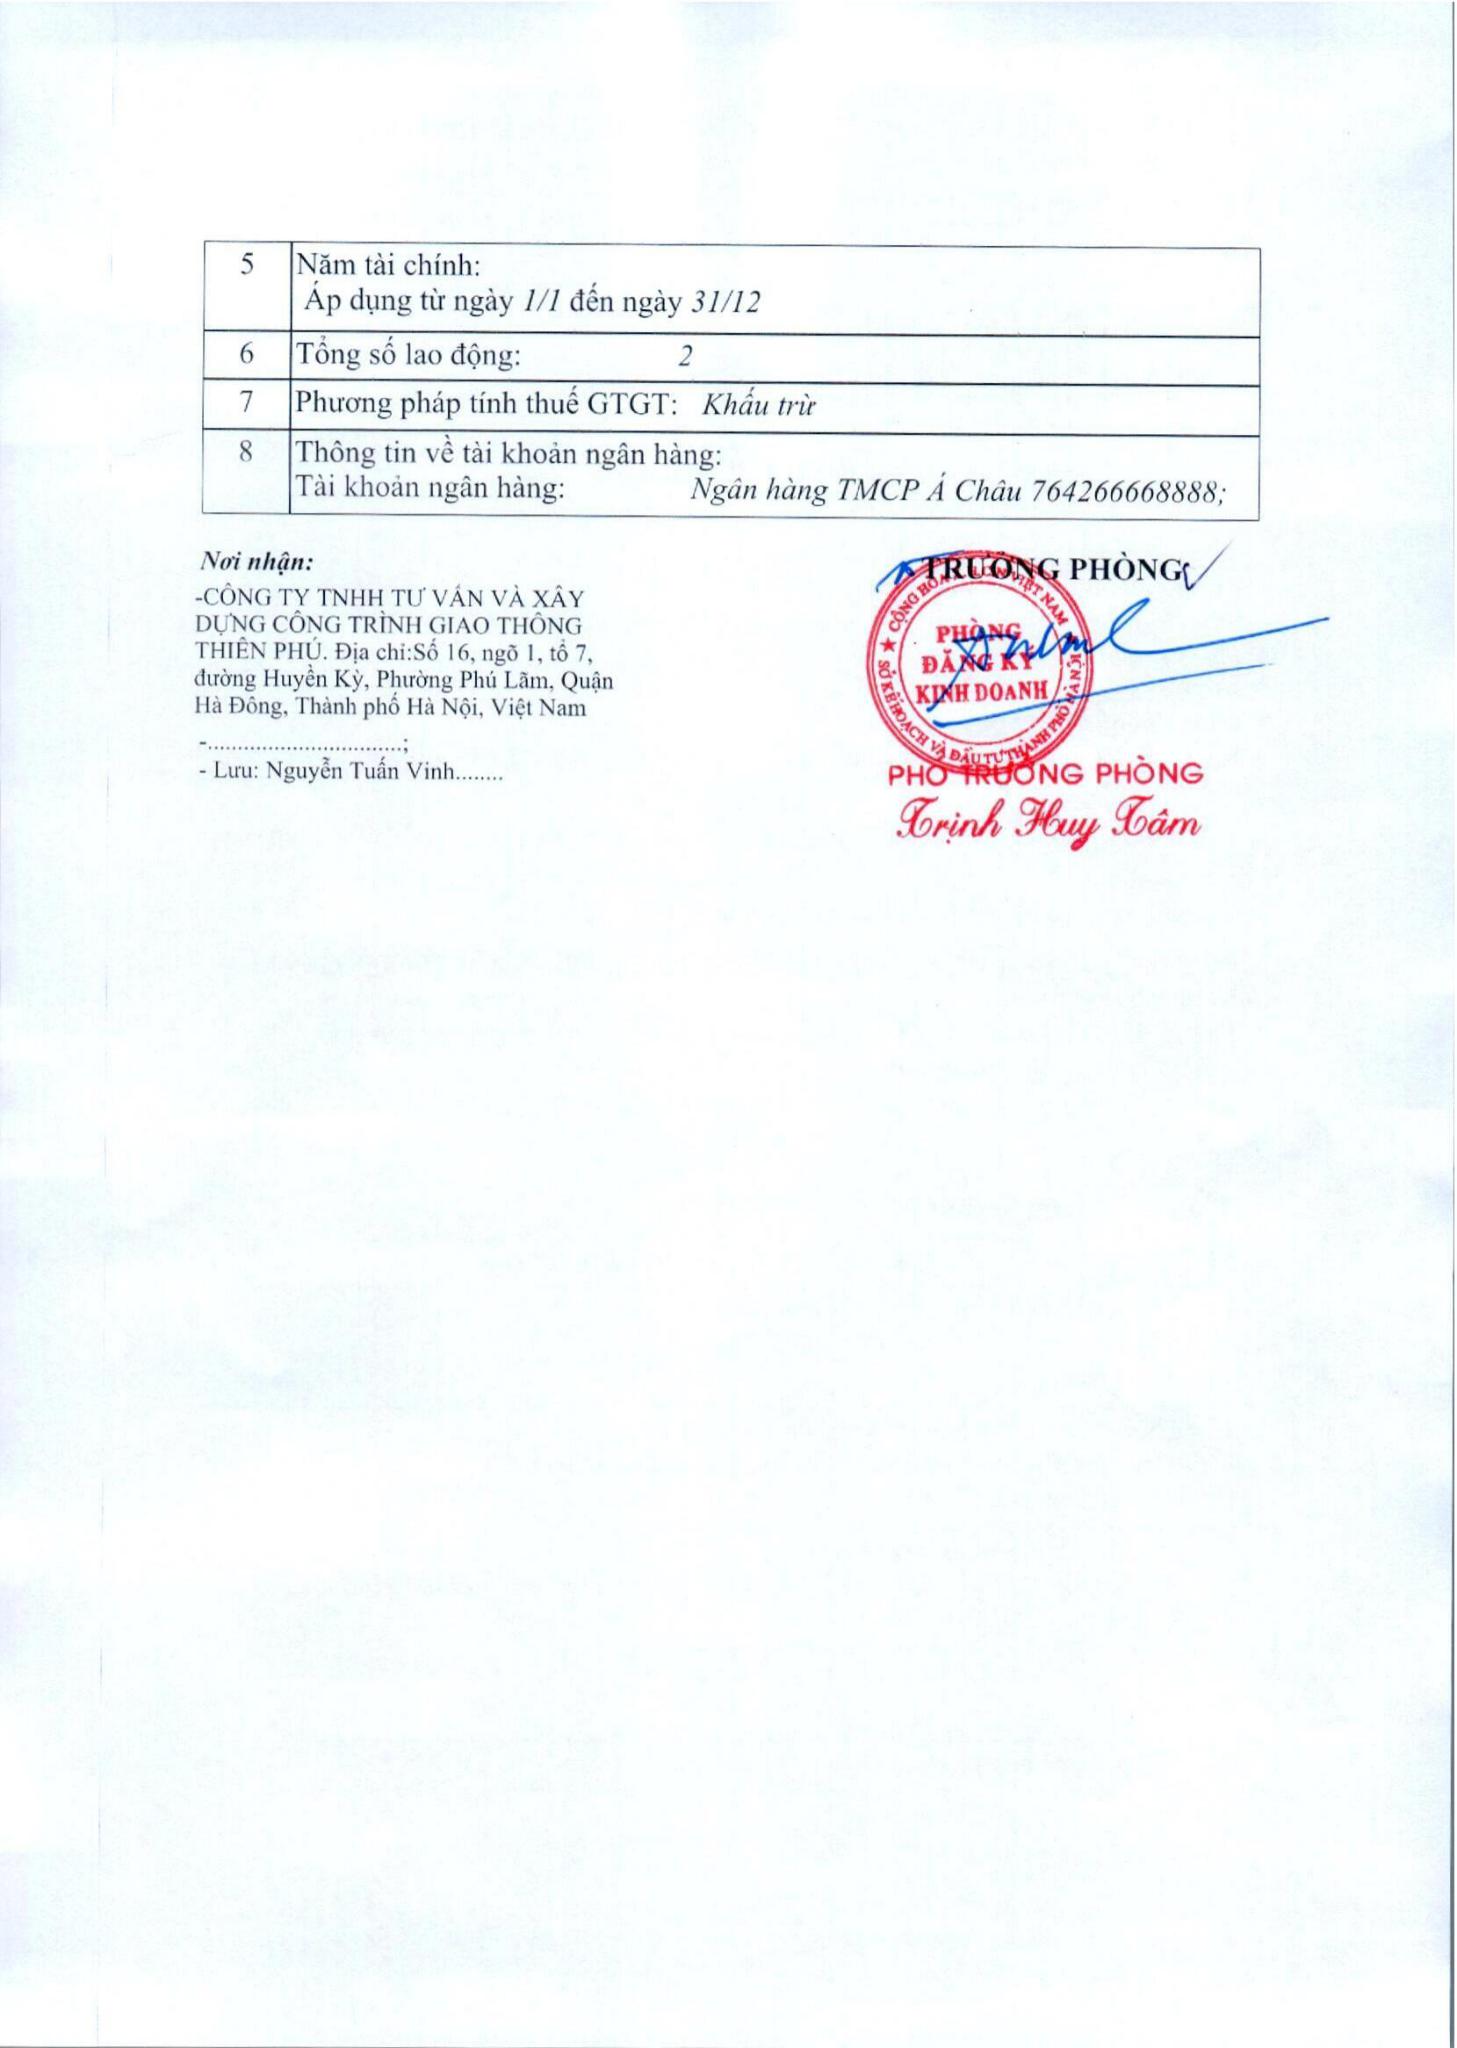 5 Năm tài chính:
Áp dụng từ ngày 1/1 đến ngày 31/12
6 Tổng số lao động: 2
7 Phương pháp tính thuế GTGT: Khấu trừ
8 Thông tin về tài khoản ngân hàng:
Tài khoản ngân hàng: Ngân hàng TMCP Á Châu 764266668888;
Nơi nhận:
-CÔNG TY TNHH TƯ VẤN VÀ XÂY
DỰNG CÔNG TRÌNH GIAO THÔNG
THIÊN PHÚ. Địa chỉ:Số 16, ngõ 1, tổ 7,
đường Huyền Kỳ, Phường Phú Lãm, Quận
Hà Đông, Thành phố Hà Nội, Việt Nam
-................................;
- Lưu: Nguyễn Tuấn Vinh........
TRƯỞNG PHÒNG
CỘNG HÒA VIỆT NAM
PHÒNG
ĐĂNG KÝ
KINH DOANH
SỞ KẾ HOẠCH VÀ ĐẦU TƯ THÀNH PHỐ HÀ NỘI
PHÓ TRƯỞNG PHÒNG
Trịnh Huy Tâm